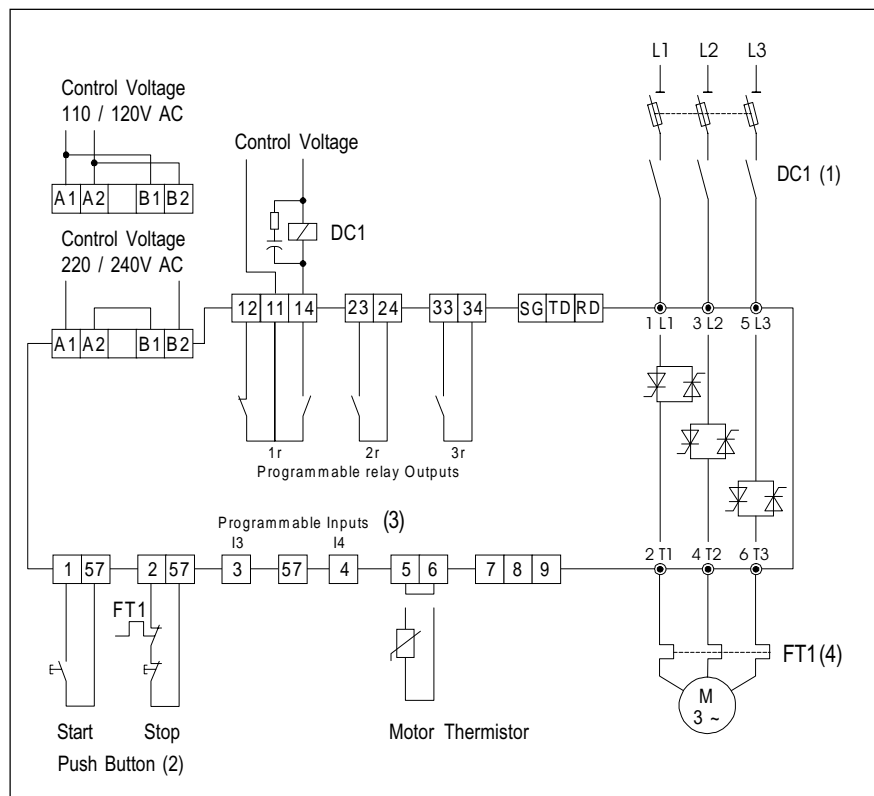 L1 L2 L3
Control Voltage
110 / 120V AC
Control Voltage
DC1 (1)
A1 A2 B1 B2
DC1
Control Voltage
220 / 240V AC
12 11 14 23 24 33 34 SG TD RD
A1 A2 B1 B2
1 L1 3 L2 5 L3
1r 2r 3r
Programmable relay Outputs
Programmable Inputs (3)
I3 I4
2 T1 4 T2 6 T3
1 57 2 57 3 57 4 5 6 7 8 9
FT1
FT1 (4)
M
3 ~
Start Stop Motor Thermistor
Push Button (2)